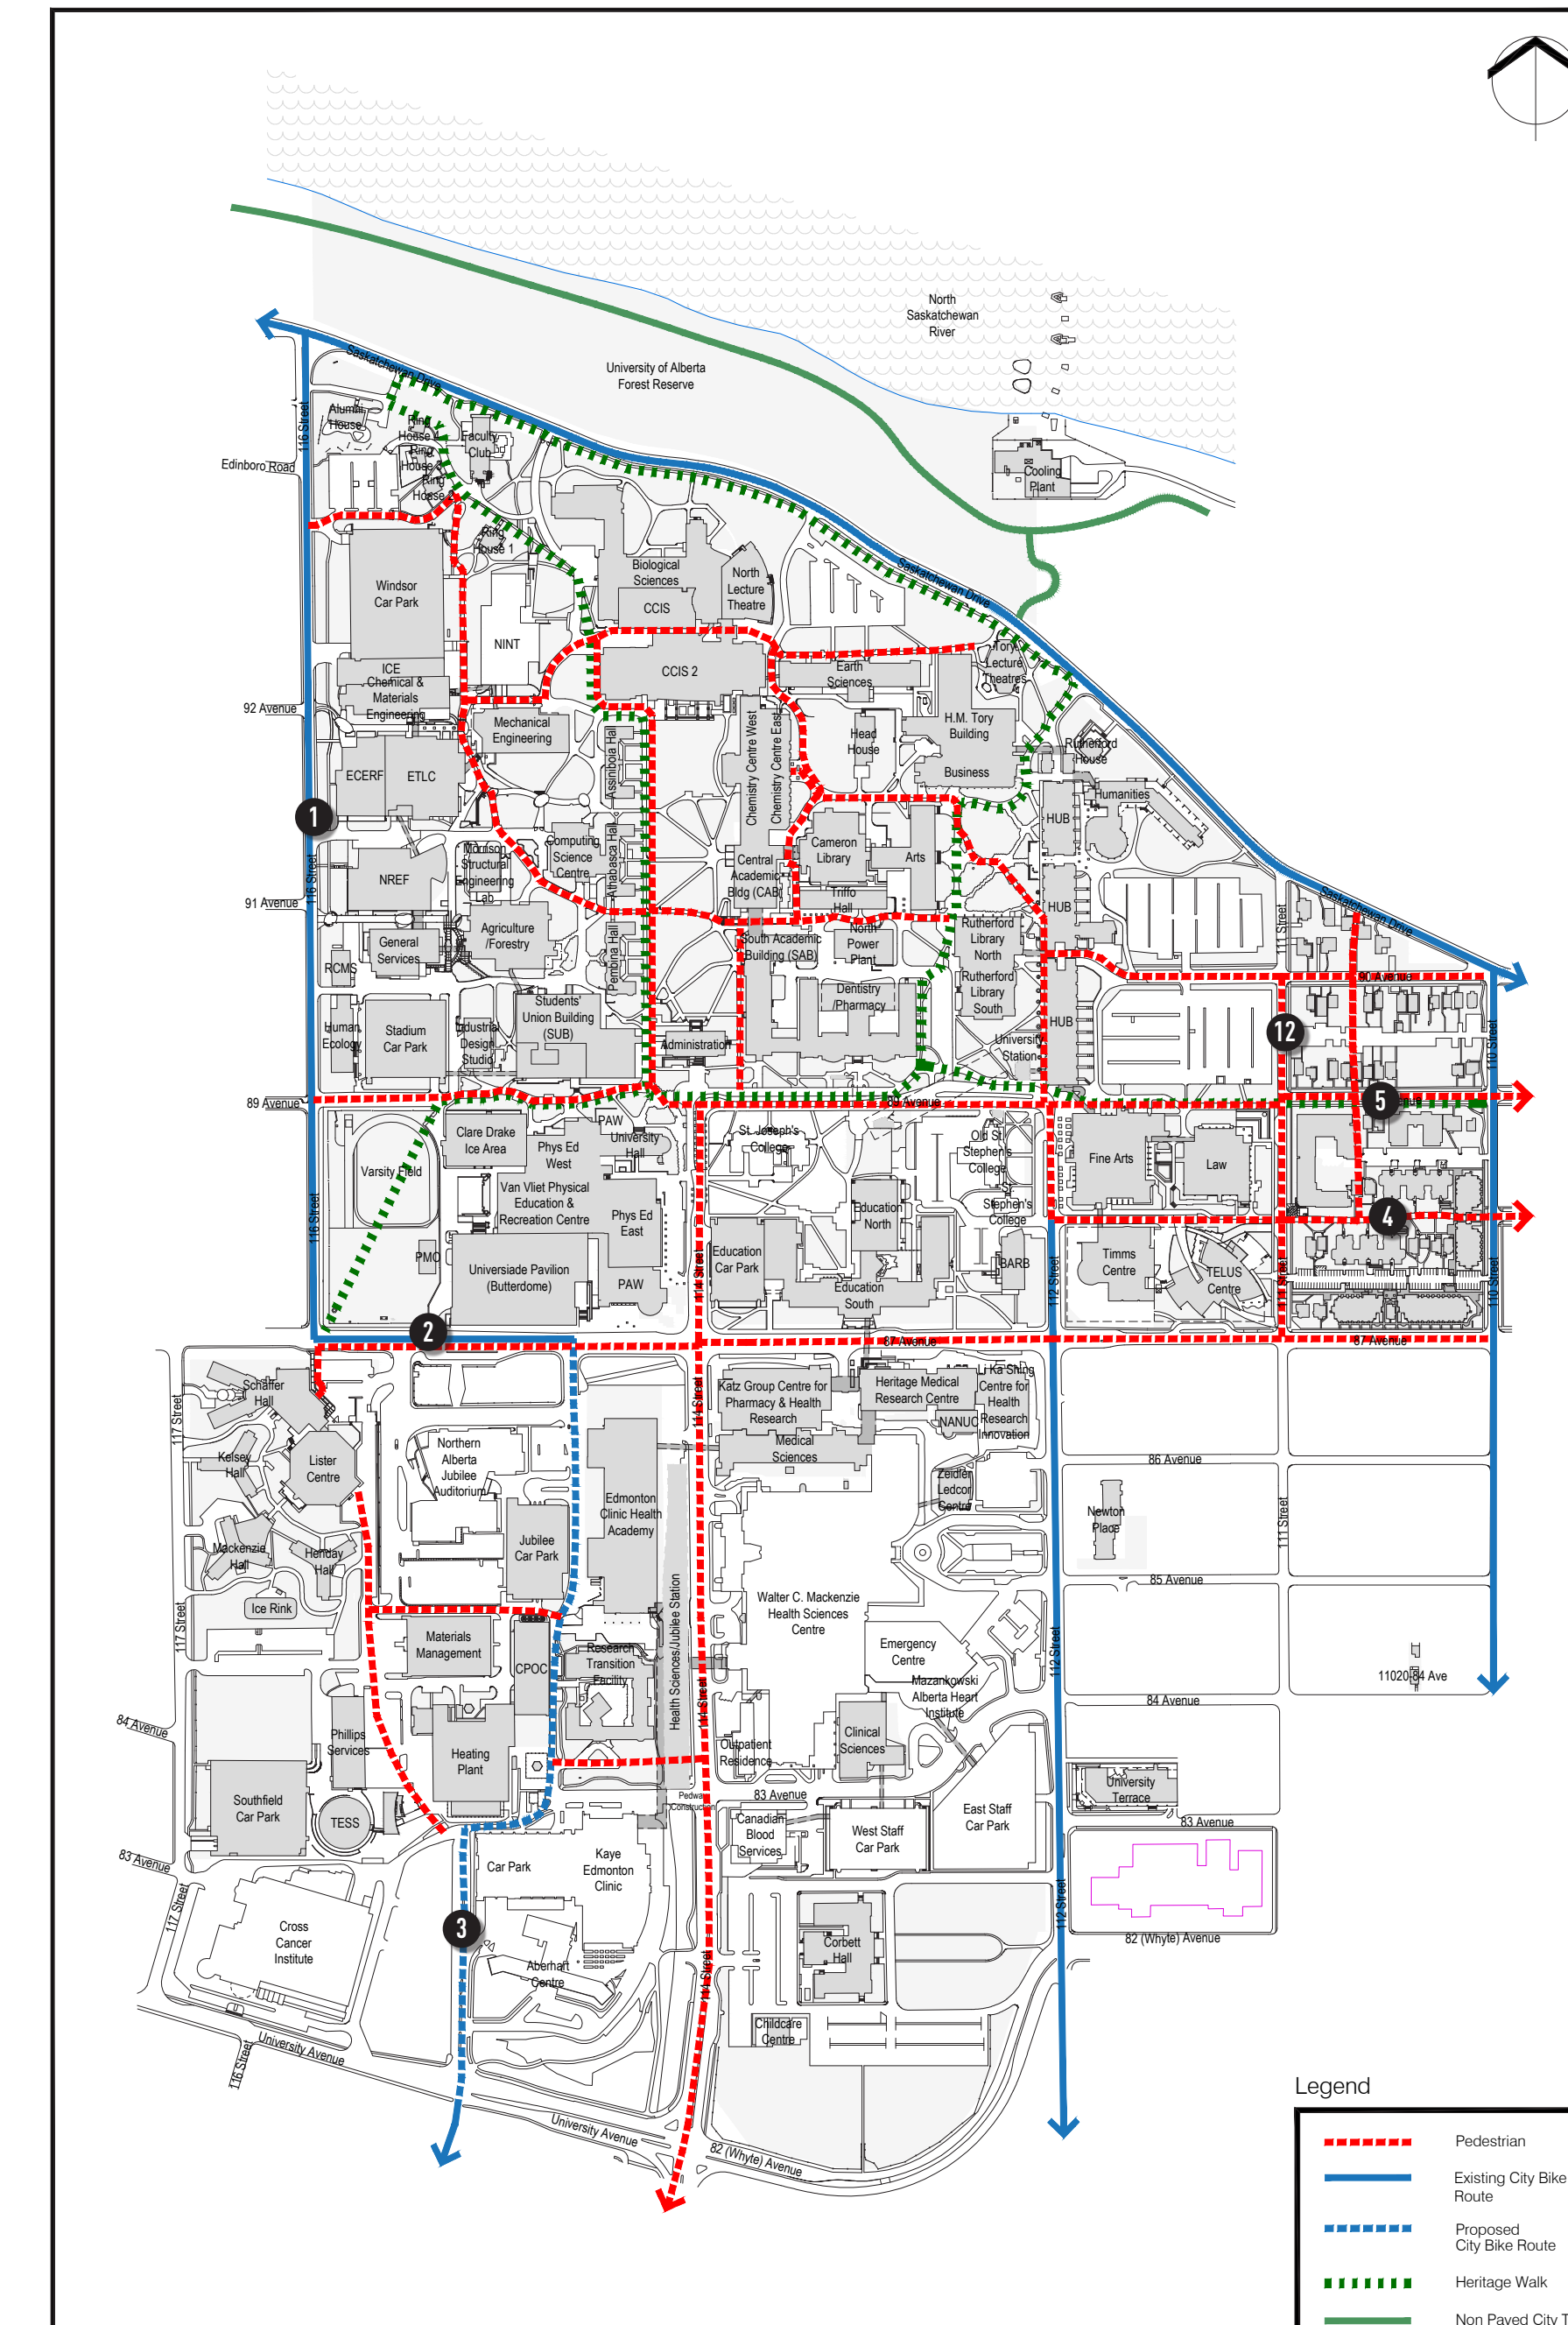 North
Saskatchewan
River
University of Alberta
Forest Reserve
Saskatchewan Drive
116 Street
Alumni
House
Ring
House 4
Ring
House 3
Ring
House 2
Faculty
Club
Edinboro Road
Cooling
Plant
Ring
House 1
Windsor
Car Park
Biological
Sciences
CCIS
North
Lecture
Theatre
Saskatchewan Drive
NINT
CCIS 2
Earth
Sciences
Tory
Lecture
Theatres
ICE
Chemical &
Materials
Engineering
92 Avenue
Mechanical
Engineering
Assiniboia Hall
Chemistry Centre West
Chemistry Centre East
Head
House
H.M. Tory
Building
Business
Rutherford
House
ECERF
ETLC
Humanities
HUB
1
Computing
Science
Centre
Athabasca Hall
Cameron
Library
Arts
Morrison
Structural
Engineering
Lab
NREF
116 Street
Central
Academic
Bldg (CAB)
Triffo
Hall
HUB
91 Avenue
Agriculture
/Forestry
General
Services
RCMS
Pembina Hall
South Academic
Building (SAB)
North
Power
Plant
Rutherford
Library
North
Rutherford
Library
South
111 Street
Saskatchewan Drive
90 Avenue
Human
Ecology
Stadium
Car Park
Industrial
Design
Studio
Students'
Union Building
(SUB)
Administration
Dentistry
/Pharmacy
University
Station
HUB
12
110 Street
89 Avenue
89 Avenue
5
Clare Drake
Ice Area
PAW
Phys Ed
West
University
Hall
St. Joseph's
College
Old St
Stephen's
College
Fine Arts
Law
Varsity Field
Van Vliet Physical
Education &
Recreation Centre
Phys Ed
East
Education
North
St.
Stephen's
College
4
116 Street
PMO
Universiade Pavilion
(Butterdome)
PAW
Education
Car Park
114 Street
Education
South
BARB
112 Street
Timms
Centre
TELUS
Centre
111 Street
110 Street
2
87 Avenue
87 Avenue
Schaffer
Hall
117 Street
114 Street
Katz Group Centre for
Pharmacy & Health
Research
Heritage Medical
Research Centre
Li Ka Shing
Centre for
Health
Research
Innovation
NANUC
Medical
Sciences
86 Avenue
Kelsey
Hall
Lister
Centre
Northern
Alberta
Jubilee
Auditorium
Edmonton
Clinic Health
Academy
Zeidler
Ledcor
Centre
Newton
Place
111 Street
Mackenzie
Hall
Henday
Hall
Jubilee
Car Park
85 Avenue
Ice Rink
117 Street
Health Sciences/Jubilee Station
Walter C. Mackenzie
Health Sciences
Centre
Materials
Management
CPOC
Research
Transition
Facility
Emergency
Centre
112 Street
Mazankowski
Alberta Heart
Institute
11020-84 Ave
84 Avenue
84 Avenue
Phillips
Services
Heating
Plant
114 Street
Outpatient
Residence
Clinical
Sciences
University
Terrace
Southfield
Car Park
TESS
Pedway
Construction
83 Avenue
Canadian
Blood
Services
West Staff
Car Park
East Staff
Car Park
83 Avenue
83 Avenue
Car Park
Kaye
Edmonton
Clinic
117 Street
Cross
Cancer
Institute
3
Aberhart
Centre
114 Street
Corbett
Hall
112 Street
82 (Whyte) Avenue
Childcare
Centre
116 Street
University Avenue
University Avenue
82 (Whyte) Avenue
Legend
Pedestrian
Existing City Bike
Route
Proposed
City Bike Route
Heritage Walk
Non Paved City T